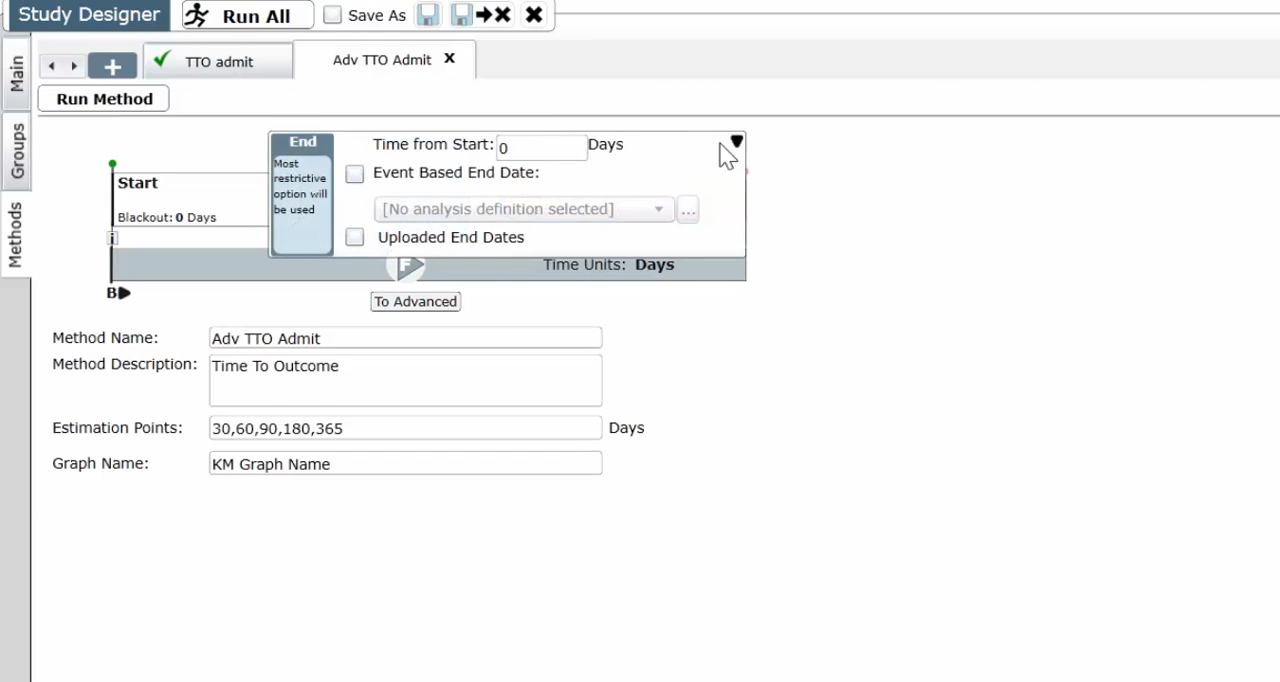 Study Designer
Run All
Save As
Main
Groups
Methods
+
TTO admit
Adv TTO Admit x
Run Method
Start
Blackout: 0 Days
i
B
End
Most
restrictive
option will
be used
Time from Start: 0 Days
Event Based End Date:
[No analysis definition selected] ...
Uploaded End Dates
F
Time Units: Days
To Advanced
Method Name: Adv TTO Admit
Method Description: Time To Outcome
Estimation Points: 30,60,90,180,365 Days
Graph Name: KM Graph Name